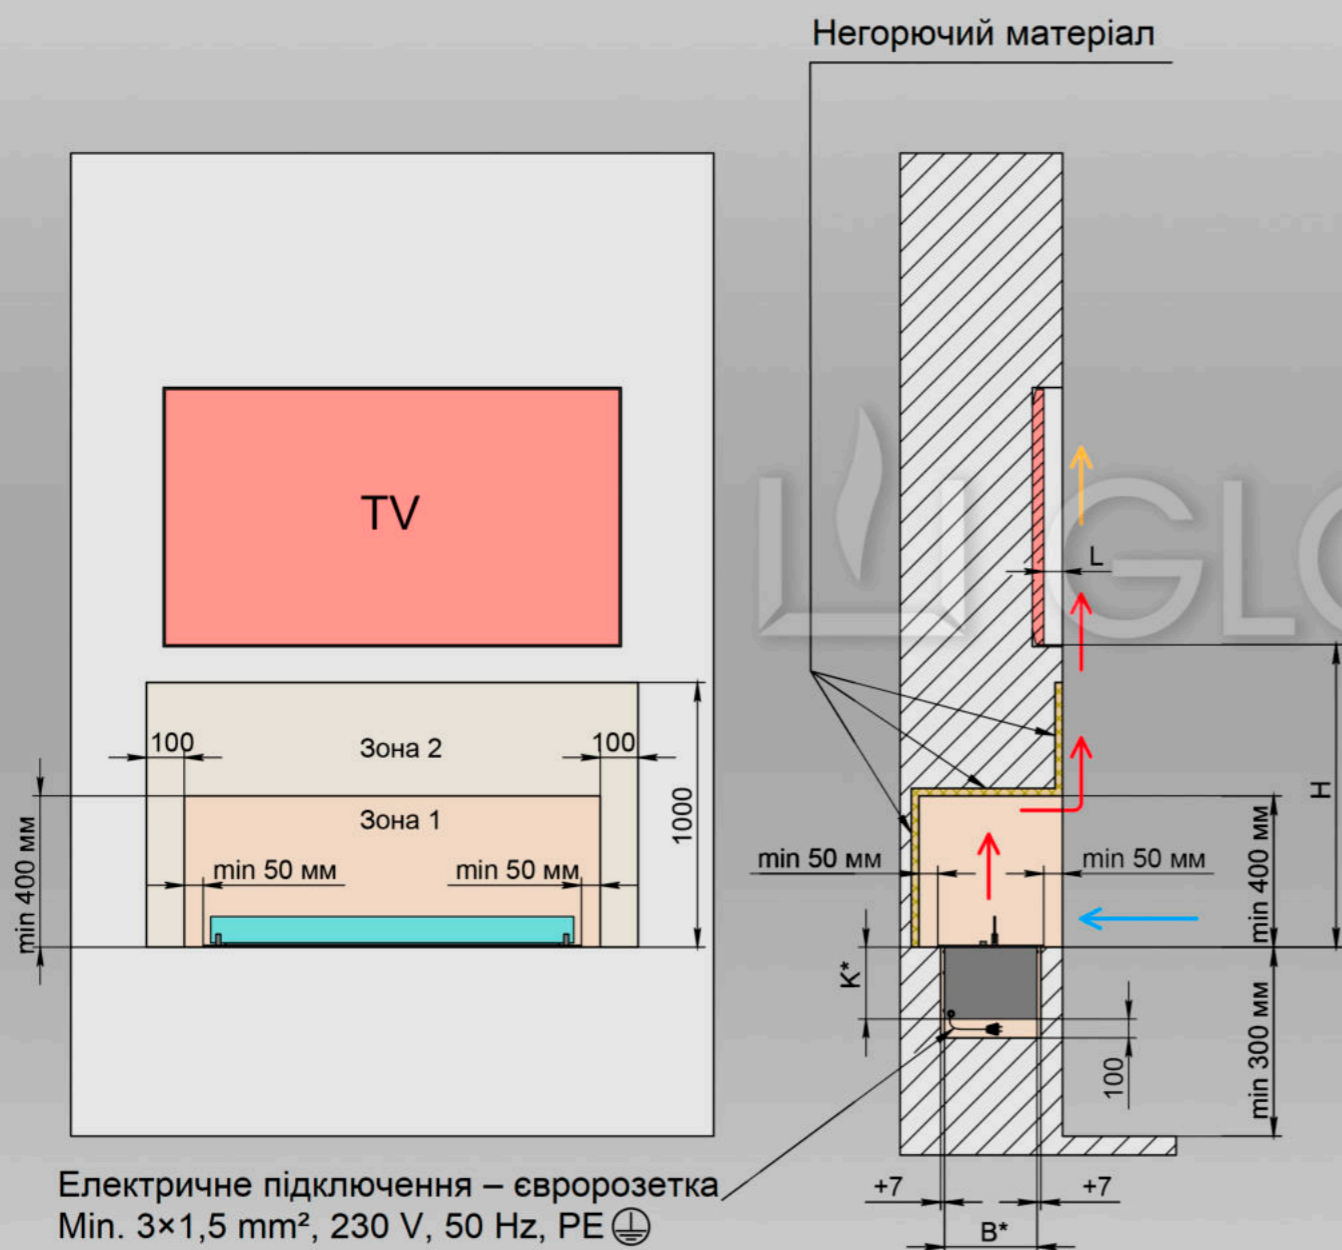 Негорючий матеріал
TV
L
GLO
Зона 2
100
100
Зона 1
1000
H
min 400 мм
min 50 мм
min 50 мм
min 50 мм
min 50 мм
min 400 мм
K*
100
min 300 мм
Електричне підключення – євророзетка
Min. 3×1,5 mm², 230 V, 50 Hz, PE
+7
+7
B*